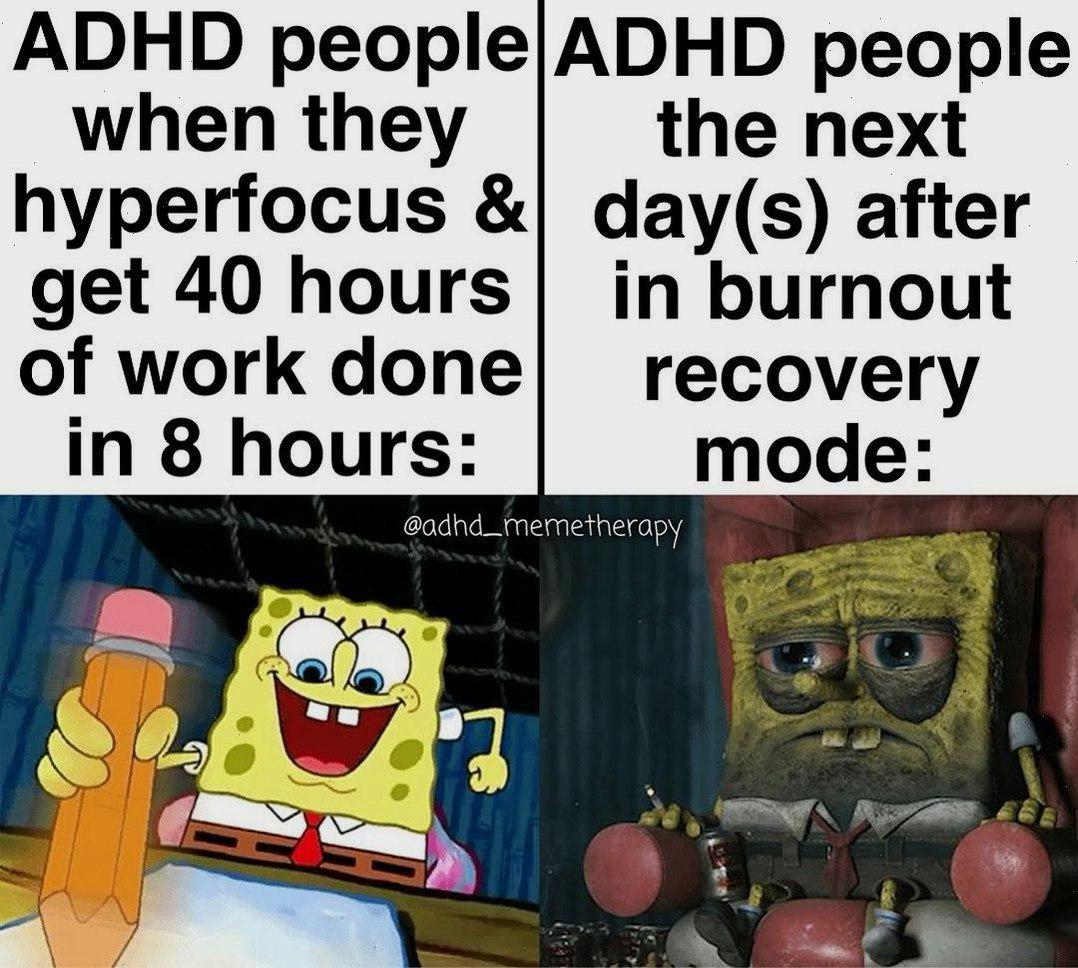 ADHD people
when they
hyperfocus &
get 40 hours
of work done
in 8 hours:
ADHD people
the next
day(s) after
in burnout
recovery
mode:
@adhd_memetherapy